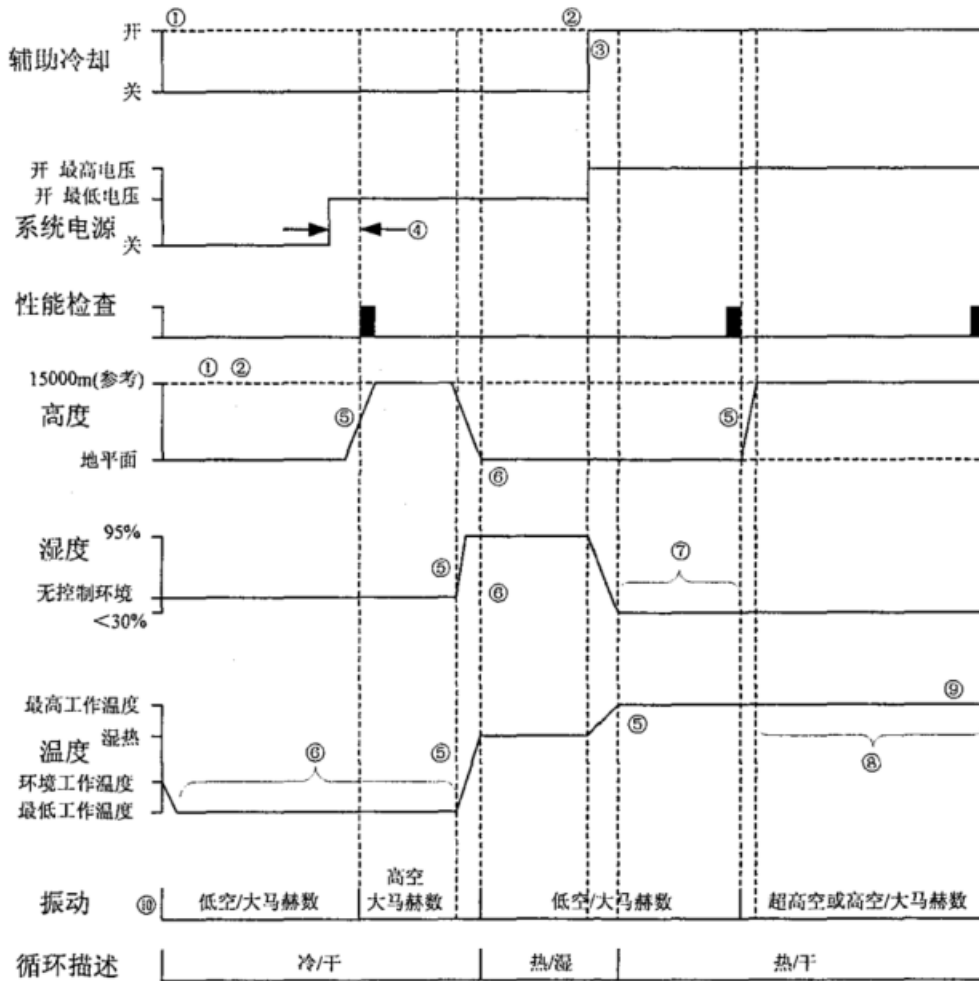 ①
②
开
辅助冷却
③
关
开 最高电压
开 最低电压
系统电源
④
关
性能检查
15000m(参考)
① ②
高度
⑤
⑤
地平面
⑥
95%
湿度
⑤
⑦
无控制环境
⑥
<30%
最高工作温度
⑨
湿热
温度
⑥
⑤
⑤
⑧
环境工作温度
最低工作温度
振动
⑩
低空/大马赫数
高空
大马赫数
低空/大马赫数
超高空或高空/大马赫数
循环描述
冷/干
热/湿
热/干